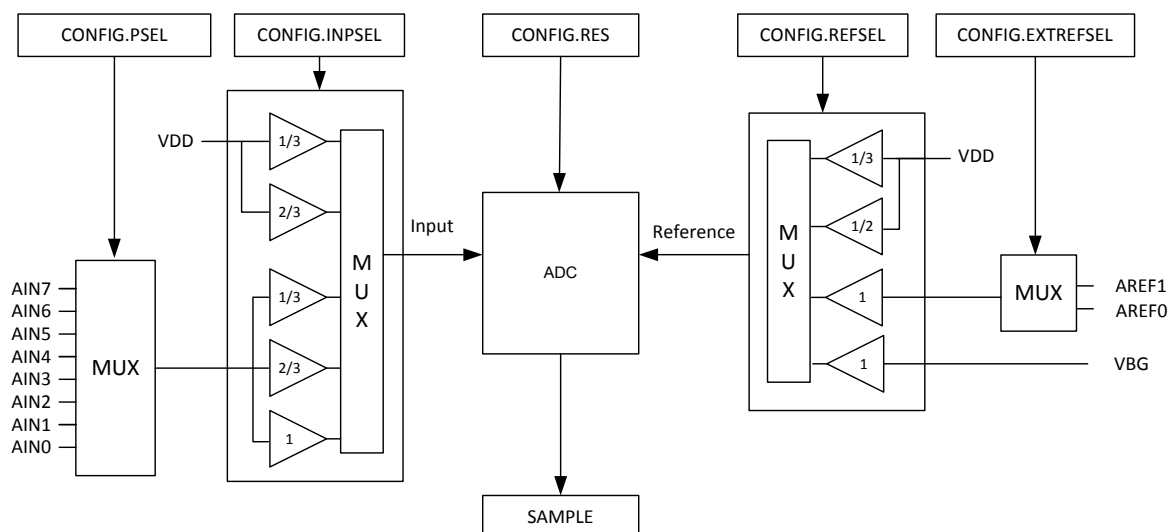 CONFIG.PSEL
CONFIG.INPSEL
CONFIG.RES
CONFIG.REFSEL
CONFIG.EXTREFSEL
VDD
1/3
2/3
1/3
2/3
1
MUX
Input
ADC
Reference
MUX
1/3
1/2
1
1
VDD
MUX
AREF1
AREF0
VBG
AIN7
AIN6
AIN5
AIN4
AIN3
AIN2
AIN1
AIN0
MUX
SAMPLE